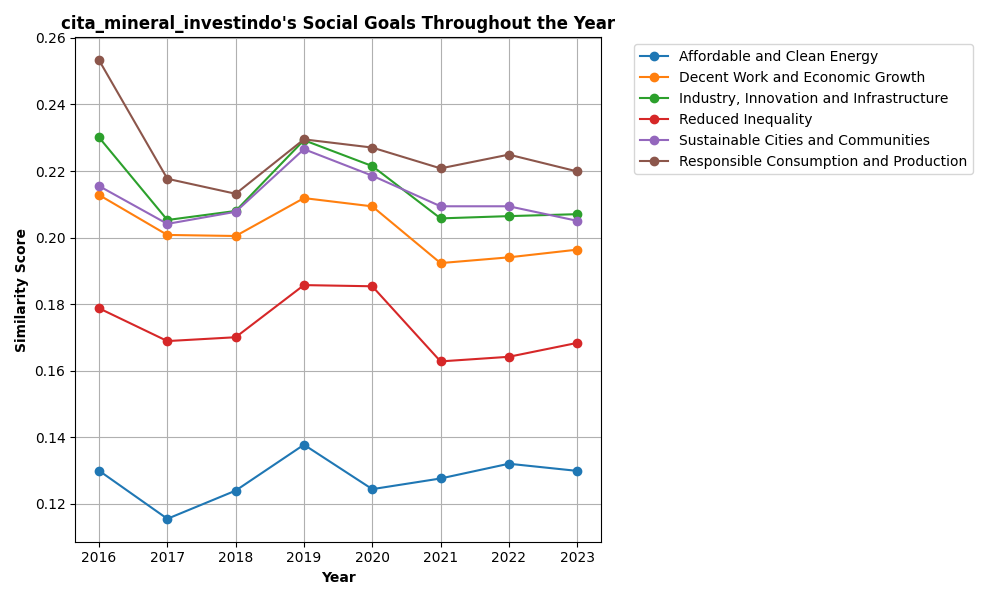 cita_mineral_investindo's Social Goals Throughout the Year
Affordable and Clean Energy
Decent Work and Economic Growth
Industry, Innovation and Infrastructure
Reduced Inequality
Sustainable Cities and Communities
Responsible Consumption and Production
Similarity Score
0.26
0.24
0.22
0.20
0.18
0.16
0.14
0.12
2016 2017 2018 2019 2020 2021 2022 2023
Year